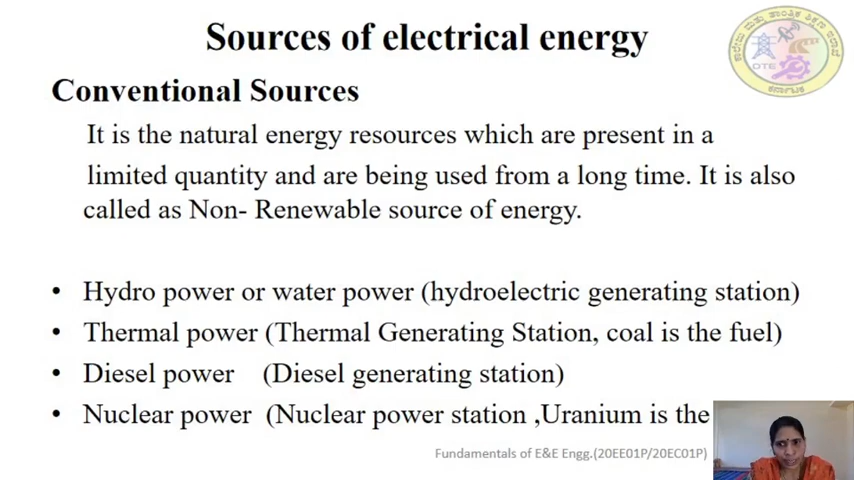 Sources of electrical energy
Conventional Sources
It is the natural energy resources which are present in a
limited quantity and are being used from a long time. It is also
called as Non- Renewable source of energy.
• Hydro power or water power (hydroelectric generating station)
• Thermal power (Thermal Generating Station, coal is the fuel)
• Diesel power (Diesel generating station)
• Nuclear power (Nuclear power station ,Uranium is the
Fundamentals of E&E Engg.(20EE01P/20EC01P)
DTE
ಕರ್ನಾಟಕ